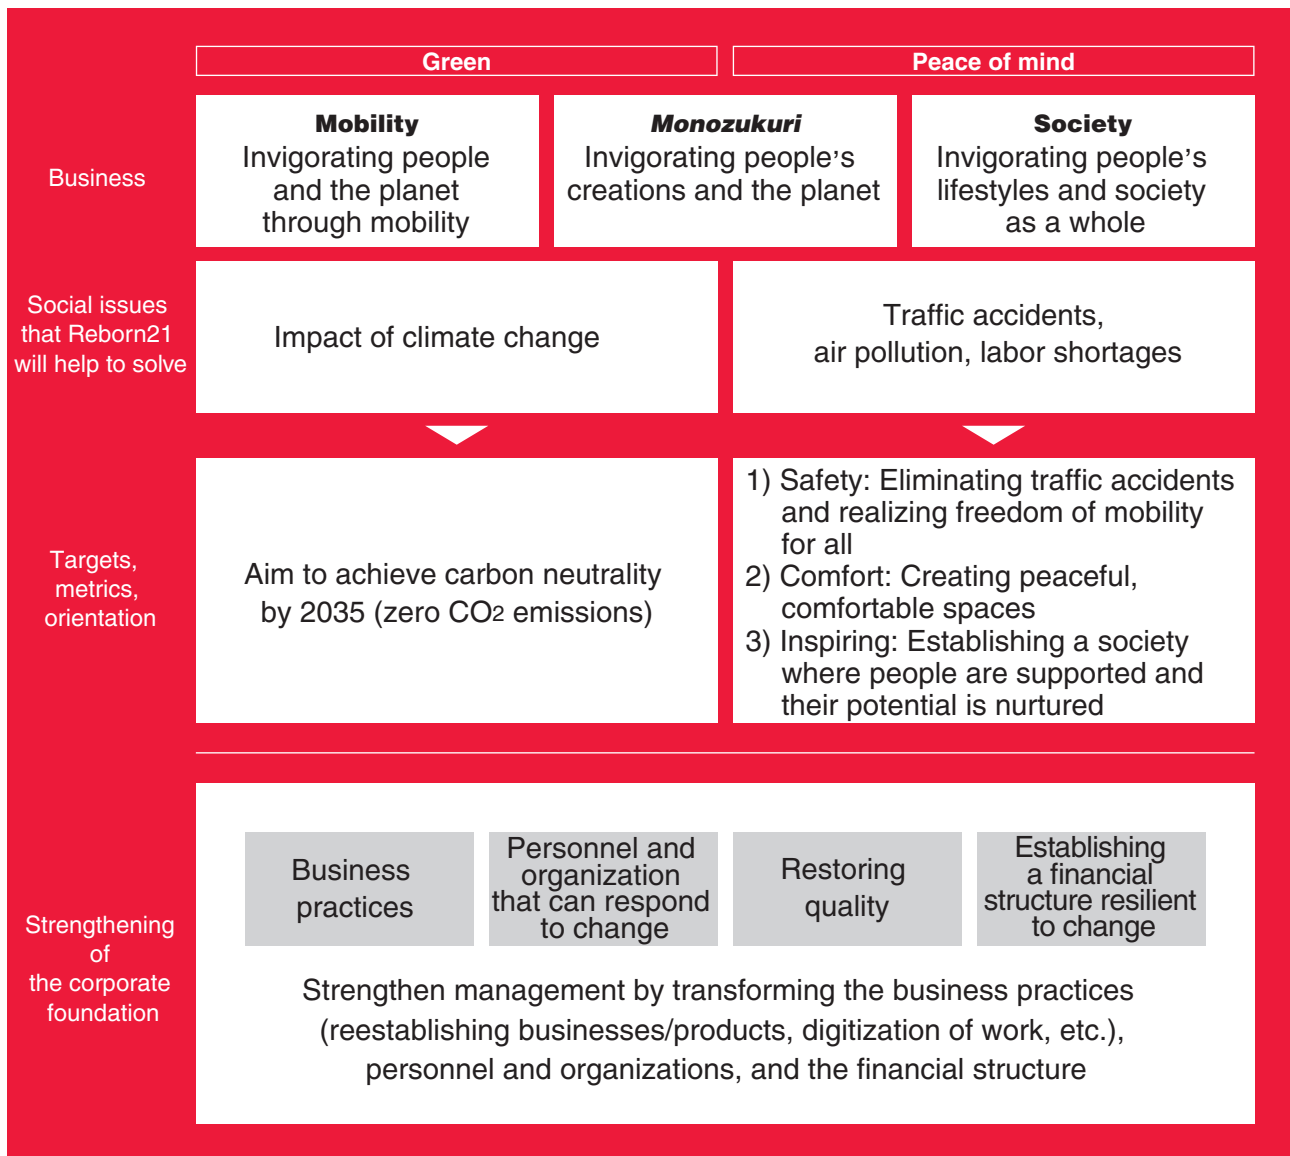 Green
Peace of mind
Business
Mobility
Invigorating people
and the planet
through mobility
Monozukuri
Invigorating people's
creations and the planet
Society
Invigorating people's
lifestyles and society
as a whole
Social issues
that Reborn21
will help to solve
Impact of climate change
Traffic accidents,
air pollution, labor shortages
Targets,
metrics,
orientation
Aim to achieve carbon neutrality
by 2035 (zero CO2 emissions)
1) Safety: Eliminating traffic accidents
and realizing freedom of mobility
for all
2) Comfort: Creating peaceful,
comfortable spaces
3) Inspiring: Establishing a society
where people are supported and
their potential is nurtured
Strengthening
of
the corporate
foundation
Business
practices
Personnel and
organization
that can respond
to change
Restoring
quality
Establishing
a financial
structure resilient
to change
Strengthen management by transforming the business practices
(reestablishing businesses/products, digitization of work, etc.),
personnel and organizations, and the financial structure